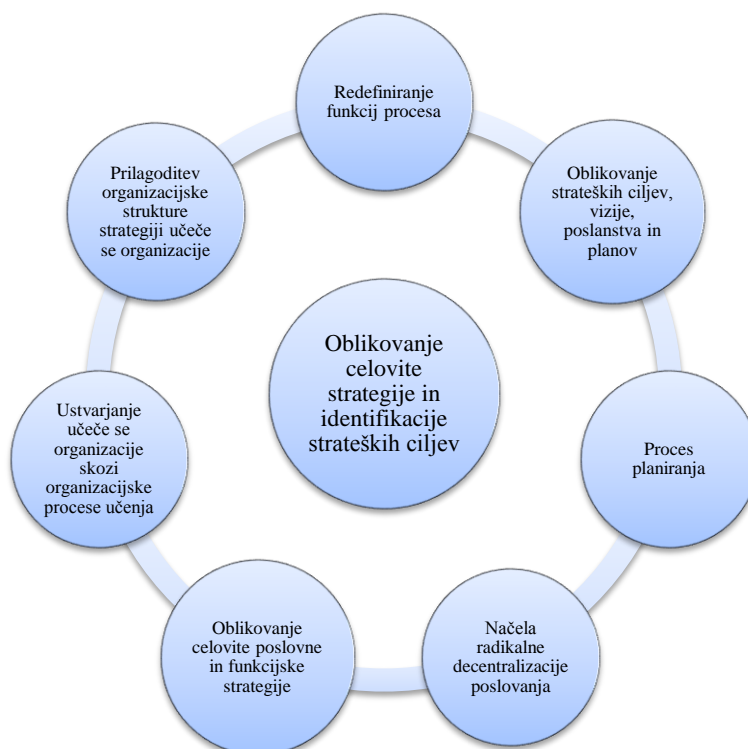 Redefiniranje
funkcij procesa
Oblikovanje
strateških ciljev,
vizije,
poslanstva in
planov
Proces
planiranja
Načela
radikalne
decentralizacije
poslovanja
Oblikovanje
celovite poslovne
in funkcijske
strategije
Ustvarjanje
učeče se
organizacije
skozi
organizacijske
procese učenja
Prilagoditev
organizacijske
strukture
strategiji učeče
se organizacije
Oblikovanje
celovite
strategije in
identifikacije
strateških ciljev